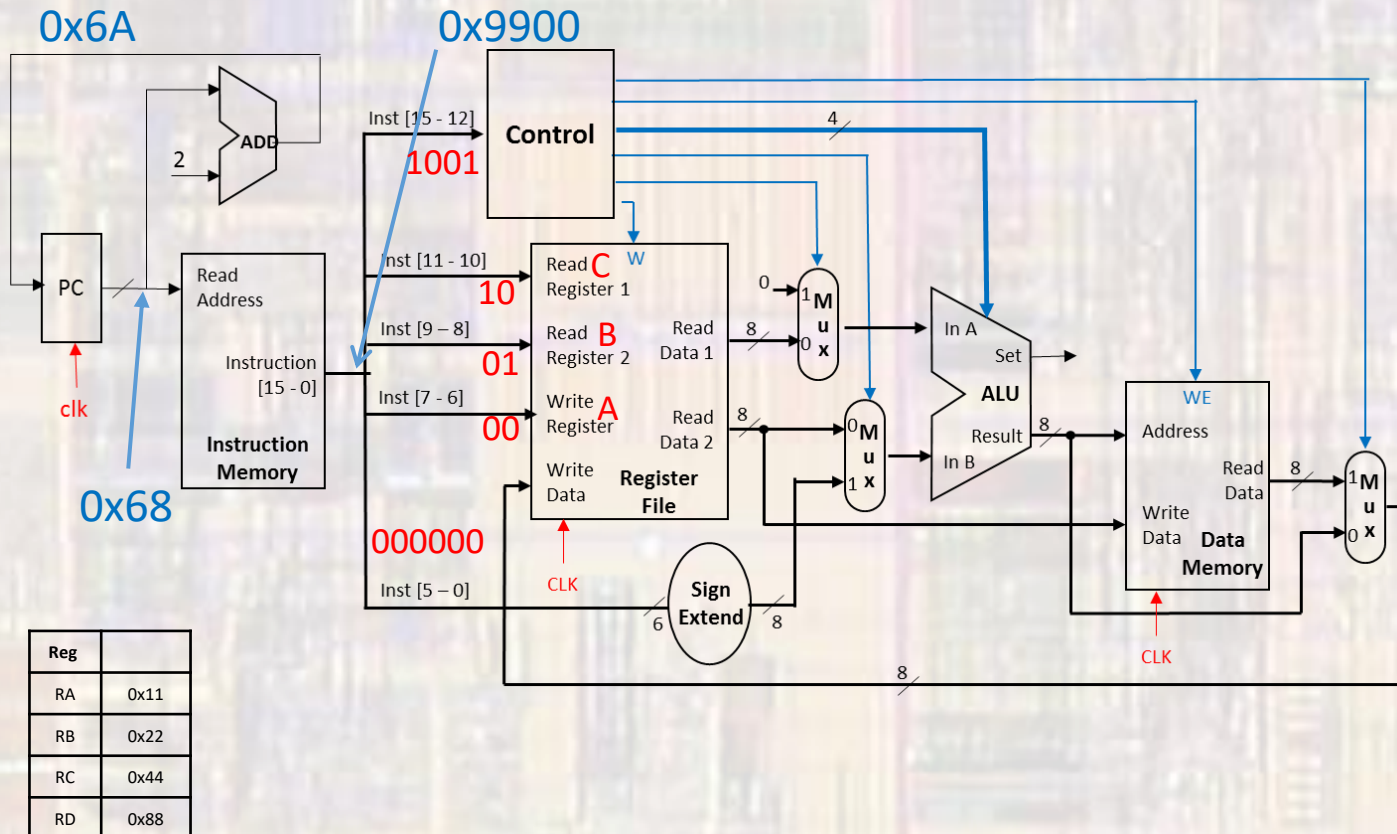 0x6A
0x9900
ADD
2
Inst [15 - 12]
1001
Control
4
PC
clk
0x68
Read
Address
Instruction
[15 - 0]
Instruction
Memory
Inst [11 - 10]
10
Inst [9 – 8]
01
Inst [7 - 6]
00
000000
Inst [5 – 0]
W
Read C
Register 1
Read B
Register 2
Write A
Register
Write
Data
Read
Data 1
Read
Data 2
Register
File
CLK
8
8
6
Sign
Extend
8
0
1
0
M
u
x
0
1
M
u
x
In A
Set
ALU
Result
In B
8
WE
Address
Read
Data
Write
Data
Data
Memory
CLK
8
1
0
M
u
x
8
Reg
RA 0x11
RB 0x22
RC 0x44
RD 0x88